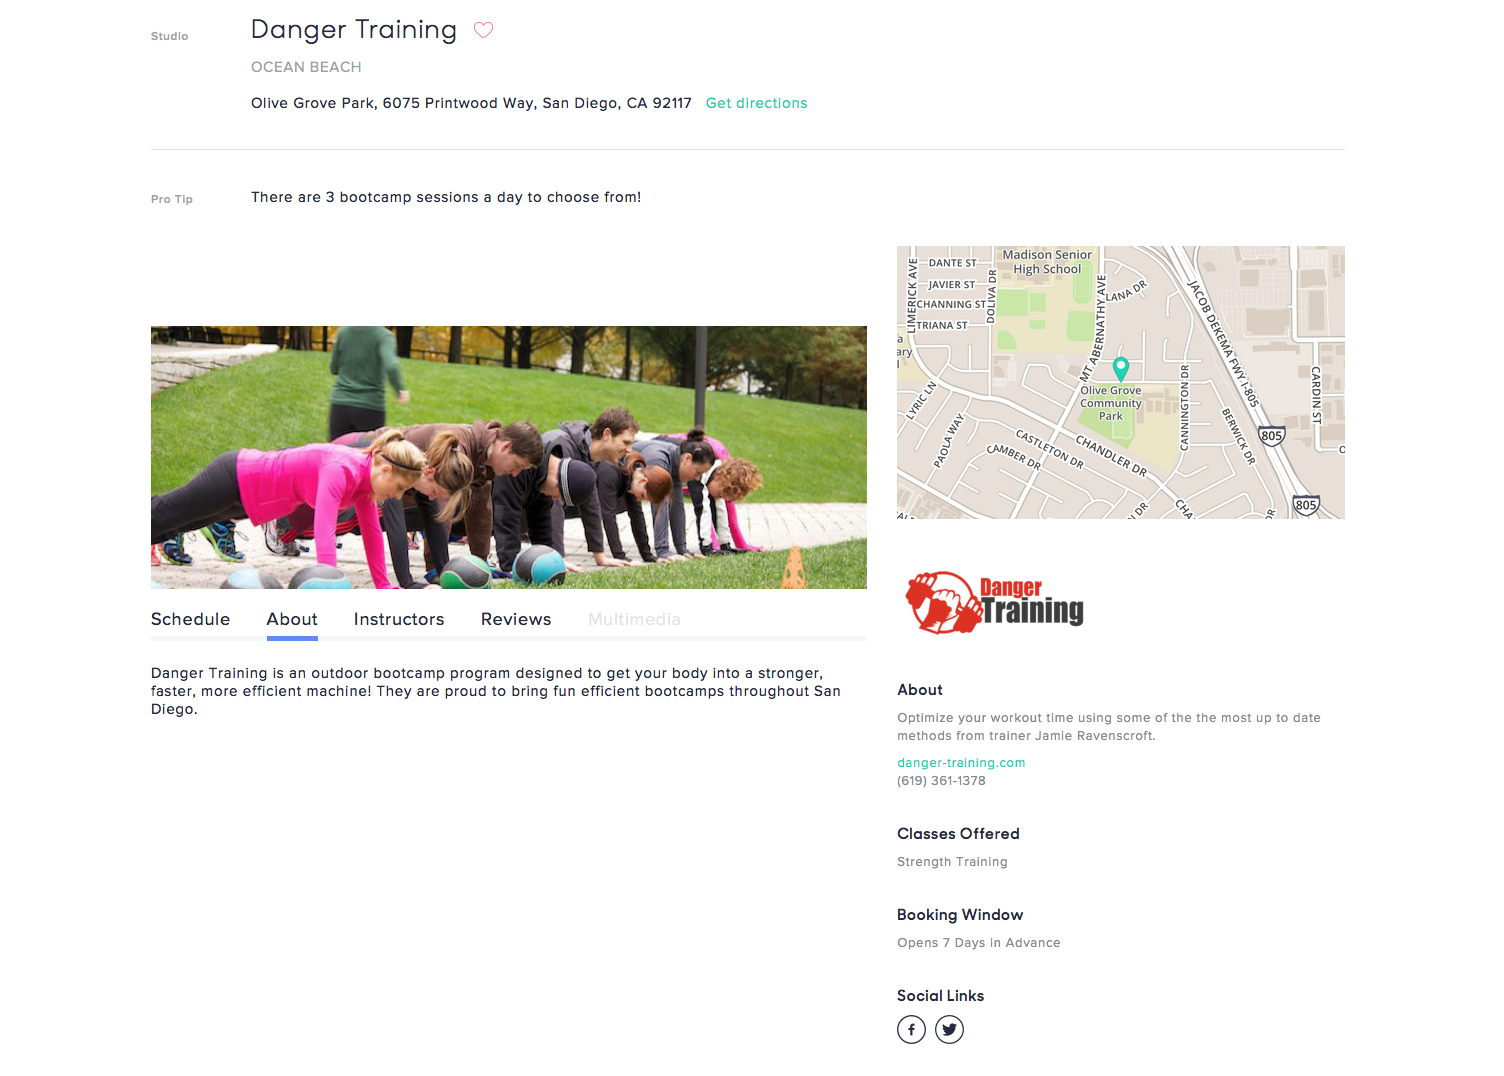 Studio
Danger Training
OCEAN BEACH
Olive Grove Park, 6075 Printwood Way, San Diego, CA 92117 Get directions
Pro Tip
There are 3 bootcamp sessions a day to choose from!
Schedule About Instructors Reviews Multimedia
Danger Training is an outdoor bootcamp program designed to get your body into a stronger,
faster, more efficient machine! They are proud to bring fun efficient bootcamps throughout San
Diego.
Madison Senior
High School
LIMERICK AVE
DANTE ST
JAVIER ST
CHANNING ST
TRIANA ST
DOLIVA DR
MT ABERNATHY AVE
LANA DR
JACOB DEKEMA FWY I-805
CARDIN ST
Olive Grove
Community
Park
CANNINGTON DR
BERWICK DR
LYRIC LN
PAOLA WAY
CASTLETON DR
CAMBER DR
CHANDLER DR
805
805
Danger
Training
About
Optimize your workout time using some of the the most up to date
methods from trainer Jamie Ravenscroft.
danger-training.com
(619) 361-1378
Classes Offered
Strength Training
Booking Window
Opens 7 Days in Advance
Social Links